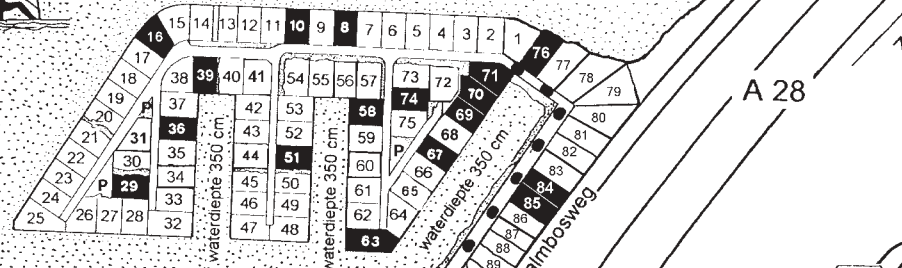 15 14 13 12 11 10 9 8 7 6 5 4 3 2 1 76
16
17 77
18 38 39 40 41 54 55 56 57 73 72 71 78
19 37 42 53 58 74 70 79
20 P 69 80
21 31 36 43 52 59 75 68 81
22 30 35 44 51 60 P 67 82
23 P 29 34 45 50 61 66 83
24 33 46 49 65 84
25 26 27 28 32 47 48 62 64 85
63 86
87
88
89
waterdiepte 350 cm
waterdiepte 350 cm
waterdiepte 350 cm
A 28
almbosweg